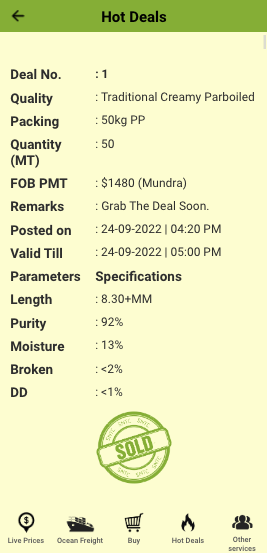 Hot Deals
Deal No. : 1
Quality : Traditional Creamy Parboiled
Packing : 50kg PP
Quantity : 50
(MT)
FOB PMT : $1480 (Mundra)
Remarks : Grab The Deal Soon.
Posted on : 24-09-2022 | 04:20 PM
Valid Till : 24-09-2022 | 05:00 PM
Parameters Specifications
Length : 8.30+MM
Purity : 92%
Moisture : 13%
Broken : <2%
DD : <1%
SOLD
Live Prices Ocean Freight Buy Hot Deals Other
services